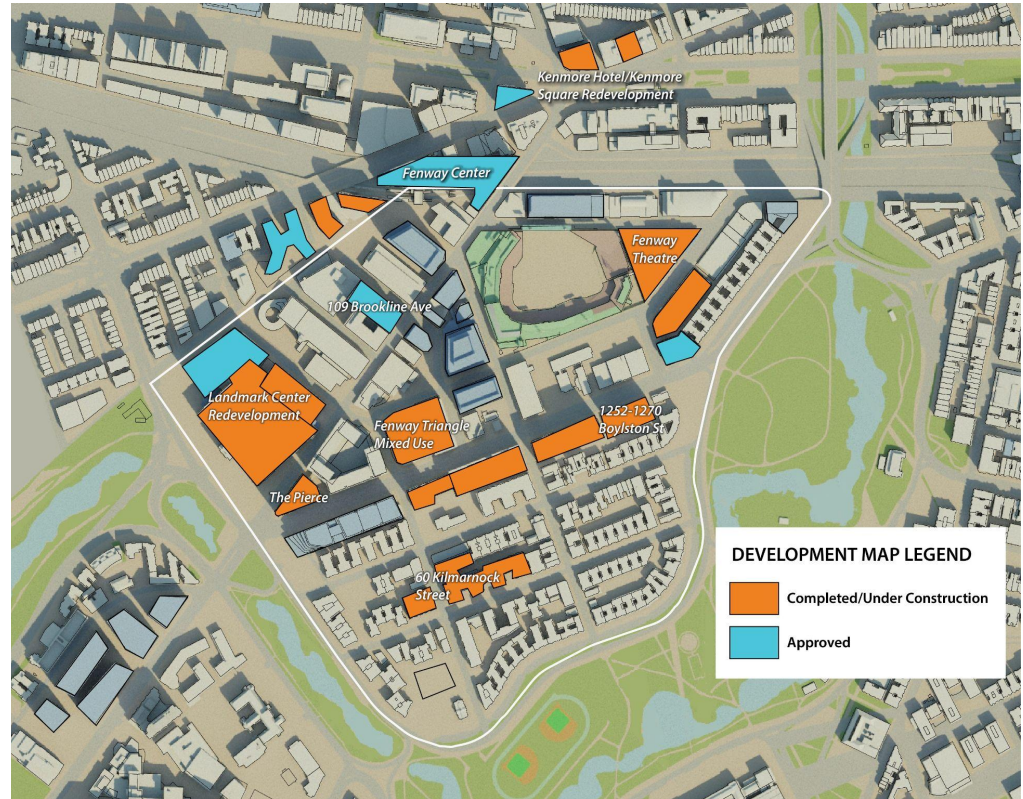 Kenmore Hotel/Kenmore
Square Redevelopment
Fenway Center
Fenway
Theatre
109 Brookline Ave
Landmark Center
Redevelopment
Fenway Triangle
Mixed Use
1252-1270
Boylston St
The Pierce
60 Kilmarnock
Street
DEVELOPMENT MAP LEGEND
Completed/Under Construction
Approved